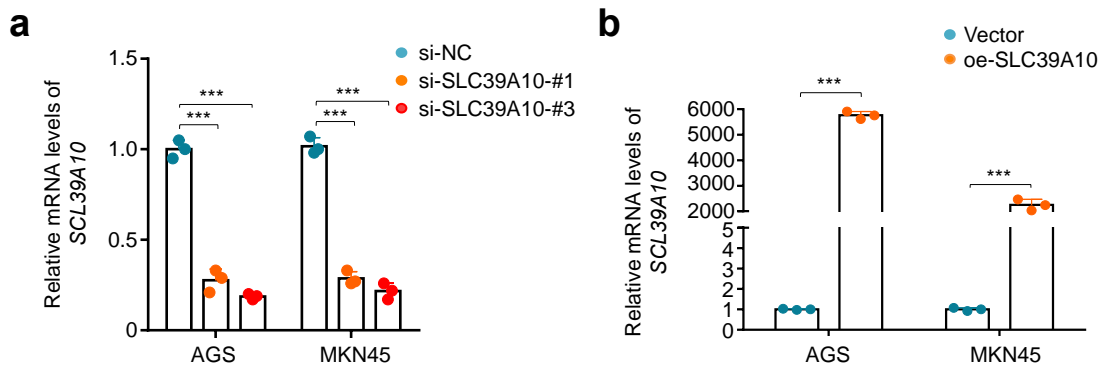 a
Relative mRNA levels of
SCL39A10
1.5
1.0
0.5
0
***
***
***
***
si-NC
si-SLC39A10-#1
si-SLC39A10-#3
AGS
MKN45
b
Vector
oe-SLC39A10
Relative mRNA levels of
SCL39A10
6000
5000
4000
3000
2000
5
4
3
2
1
0
***
***
AGS
MKN45